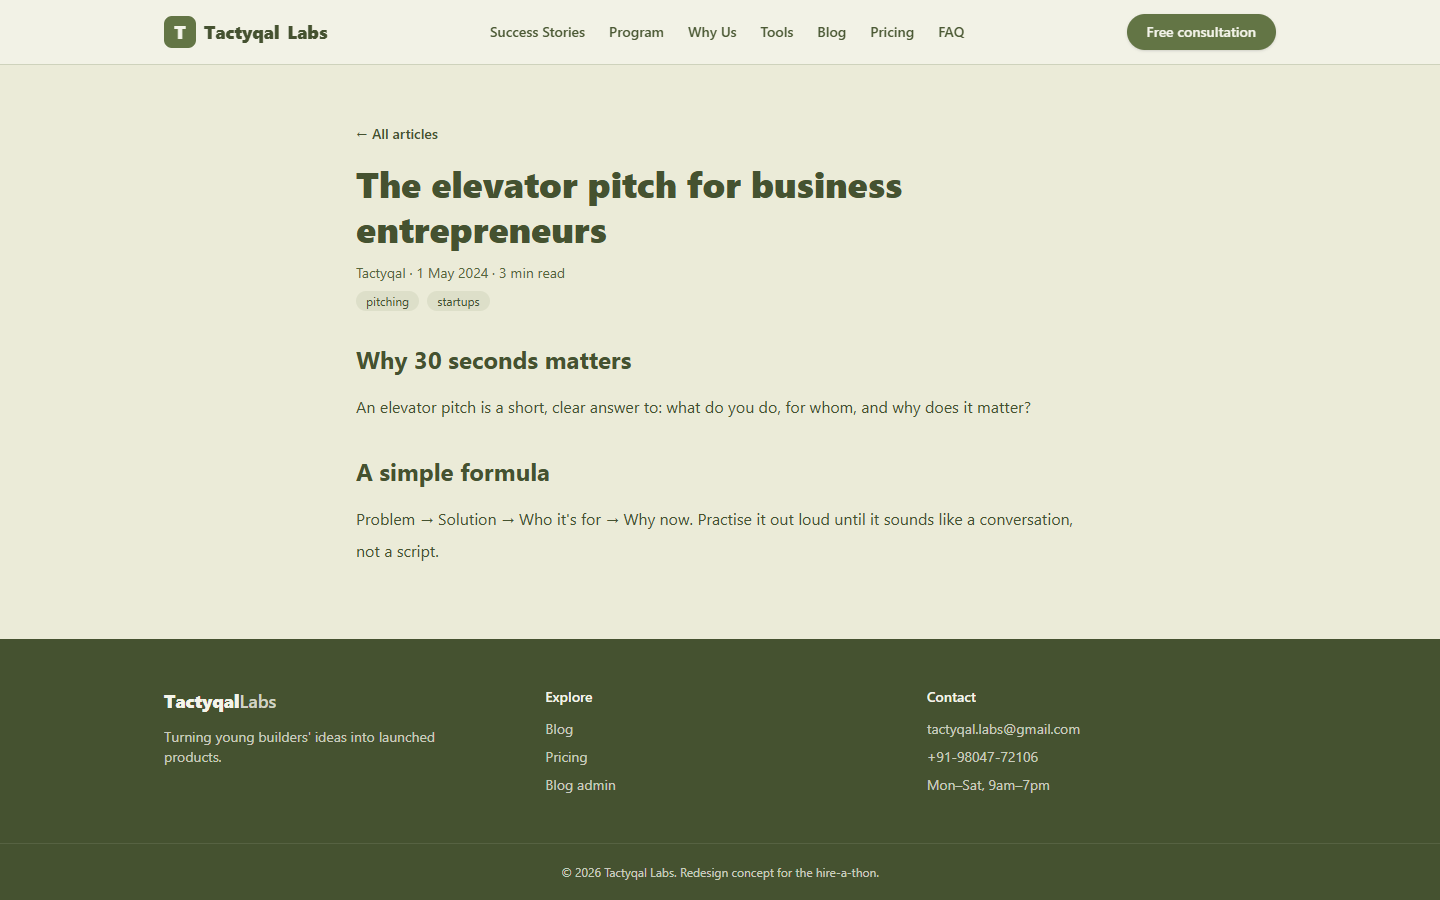 T Tactyqal Labs
Success Stories Program Why Us Tools Blog Pricing FAQ
Free consultation
← All articles
The elevator pitch for business
entrepreneurs
Tactyqal · 1 May 2024 · 3 min read
pitching startups
Why 30 seconds matters
An elevator pitch is a short, clear answer to: what do you do, for whom, and why does it matter?
A simple formula
Problem → Solution → Who it's for → Why now. Practise it out loud until it sounds like a conversation,
not a script.
TactyqalLabs
Turning young builders' ideas into launched
products.
Explore
Blog
Pricing
Blog admin
Contact
tactyqal.labs@gmail.com
+91-98047-72106
Mon–Sat, 9am–7pm
© 2026 Tactyqal Labs. Redesign concept for the hire-a-thon.